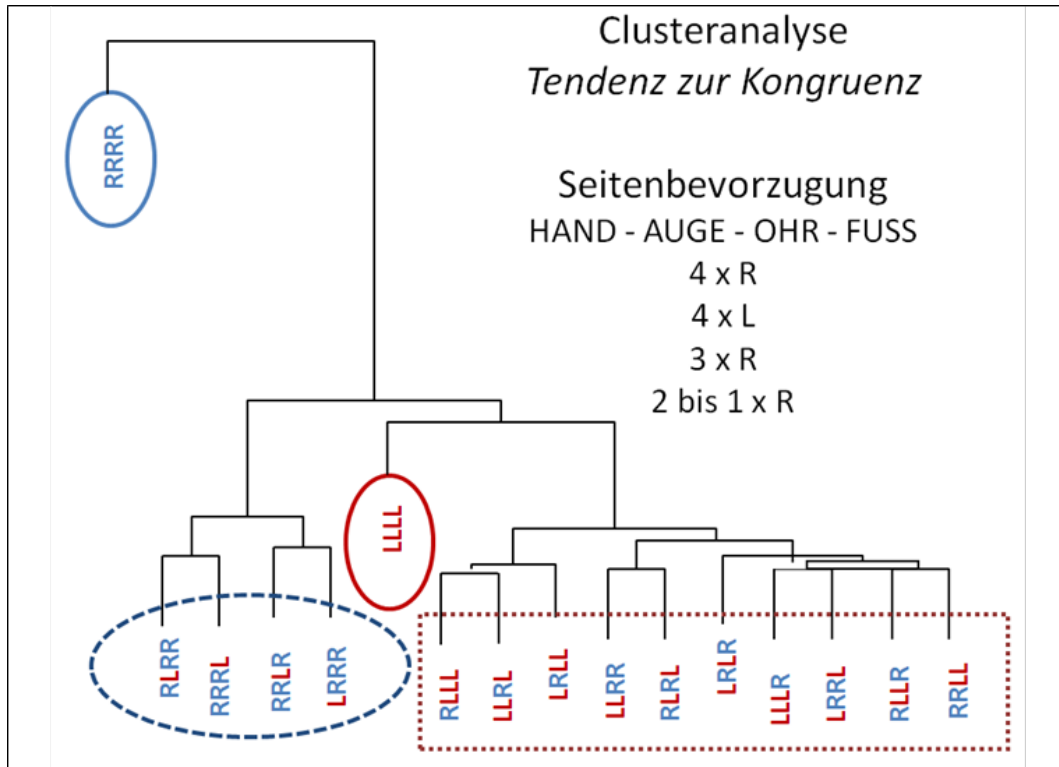 Clusteranalyse
Tendenz zur Kongruenz
RRRR
Seitenbevorzugung
HAND - AUGE - OHR - FUSS
4 x R
4 x L
3 x R
2 bis 1 x R
LLLL
RLRR
RRRL
RRLR
LRRR
RLLL
LLRL
LRLL
LLRR
RLRL
LRLR
LLLR
LRRL
RLLR
RRLL